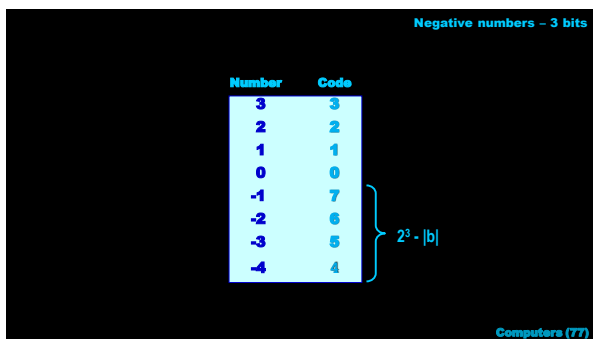 Negative numbers – 3 bits
Number Code
3 3
2 2
1 1
0 0
-1 7
-2 6
-3 5
-4 4
2³ - |b|
Computers (77)